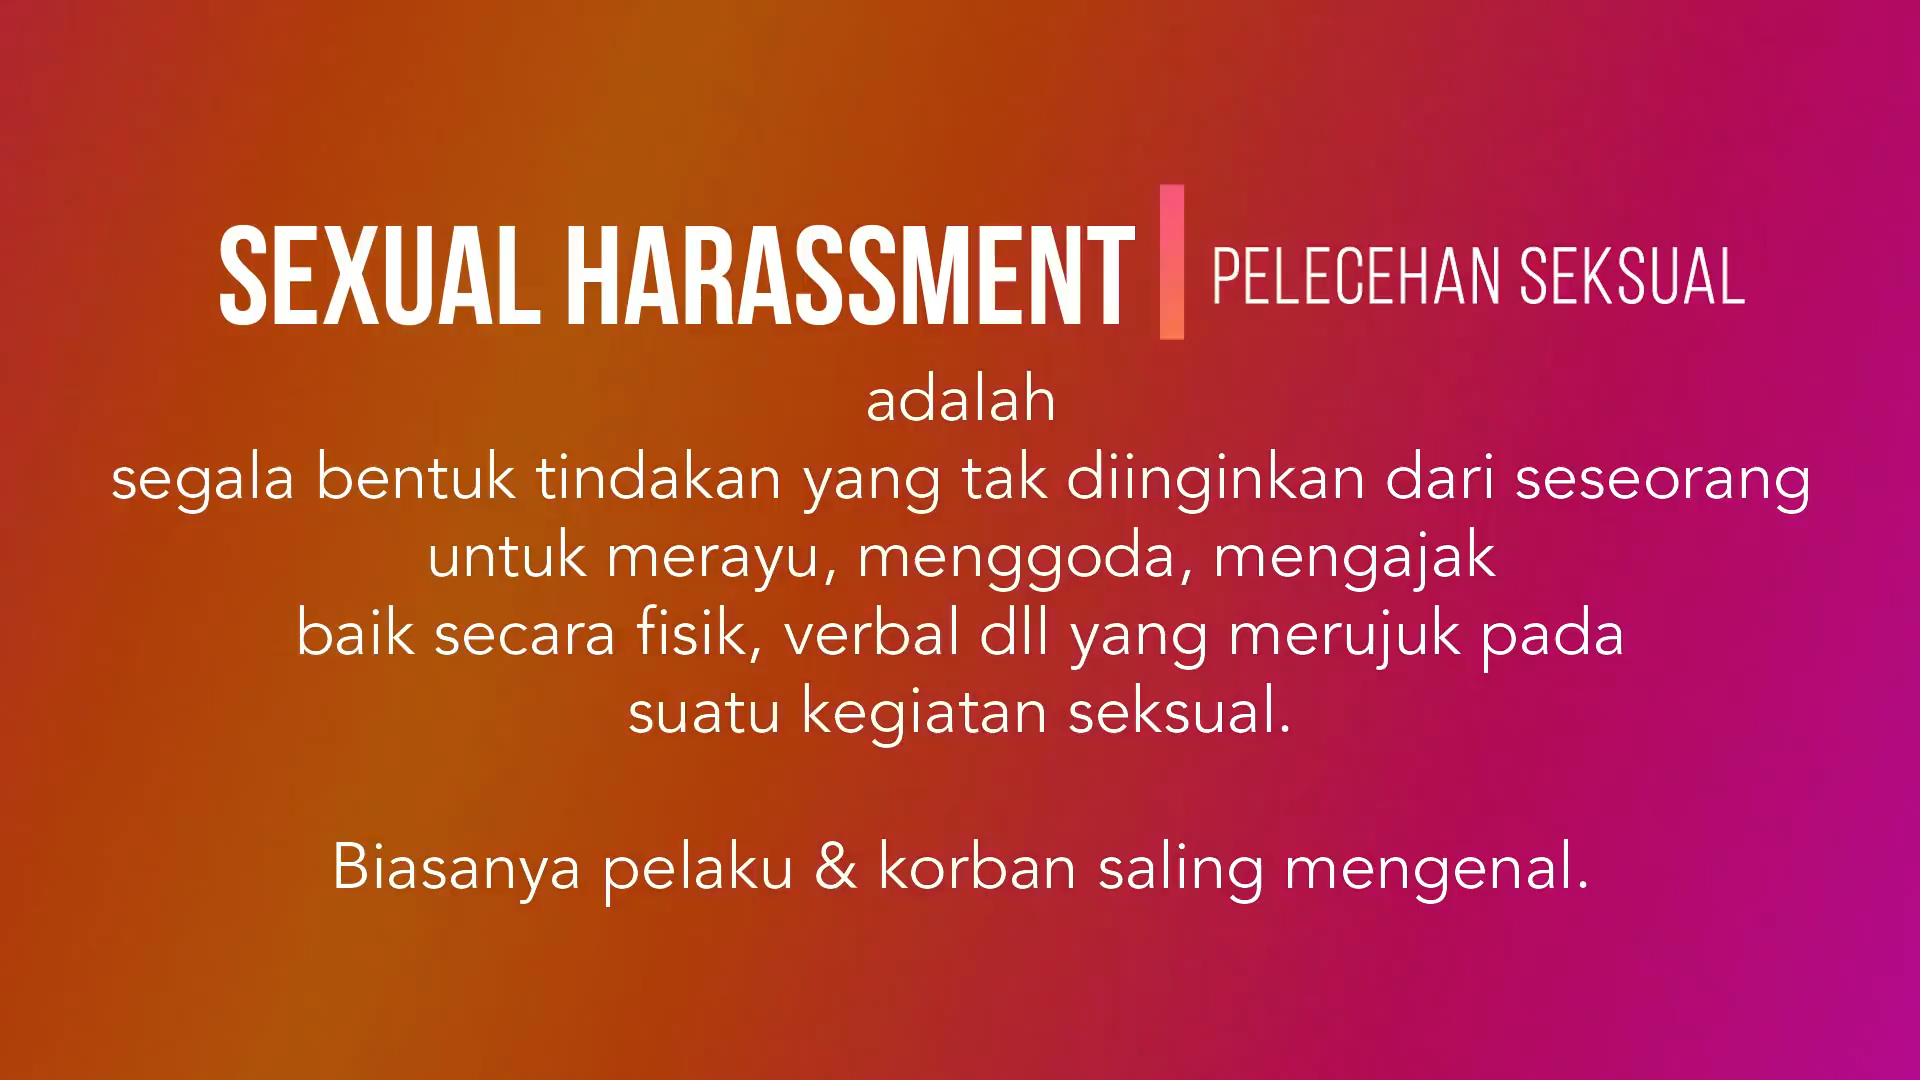 SEXUAL HARASSMENT PELECEHAN SEKSUAL
adalah
segala bentuk tindakan yang tak diinginkan dari seseorang
untuk merayu, menggoda, mengajak
baik secara fisik, verbal dll yang merujuk pada
suatu kegiatan seksual.
Biasanya pelaku & korban saling mengenal.